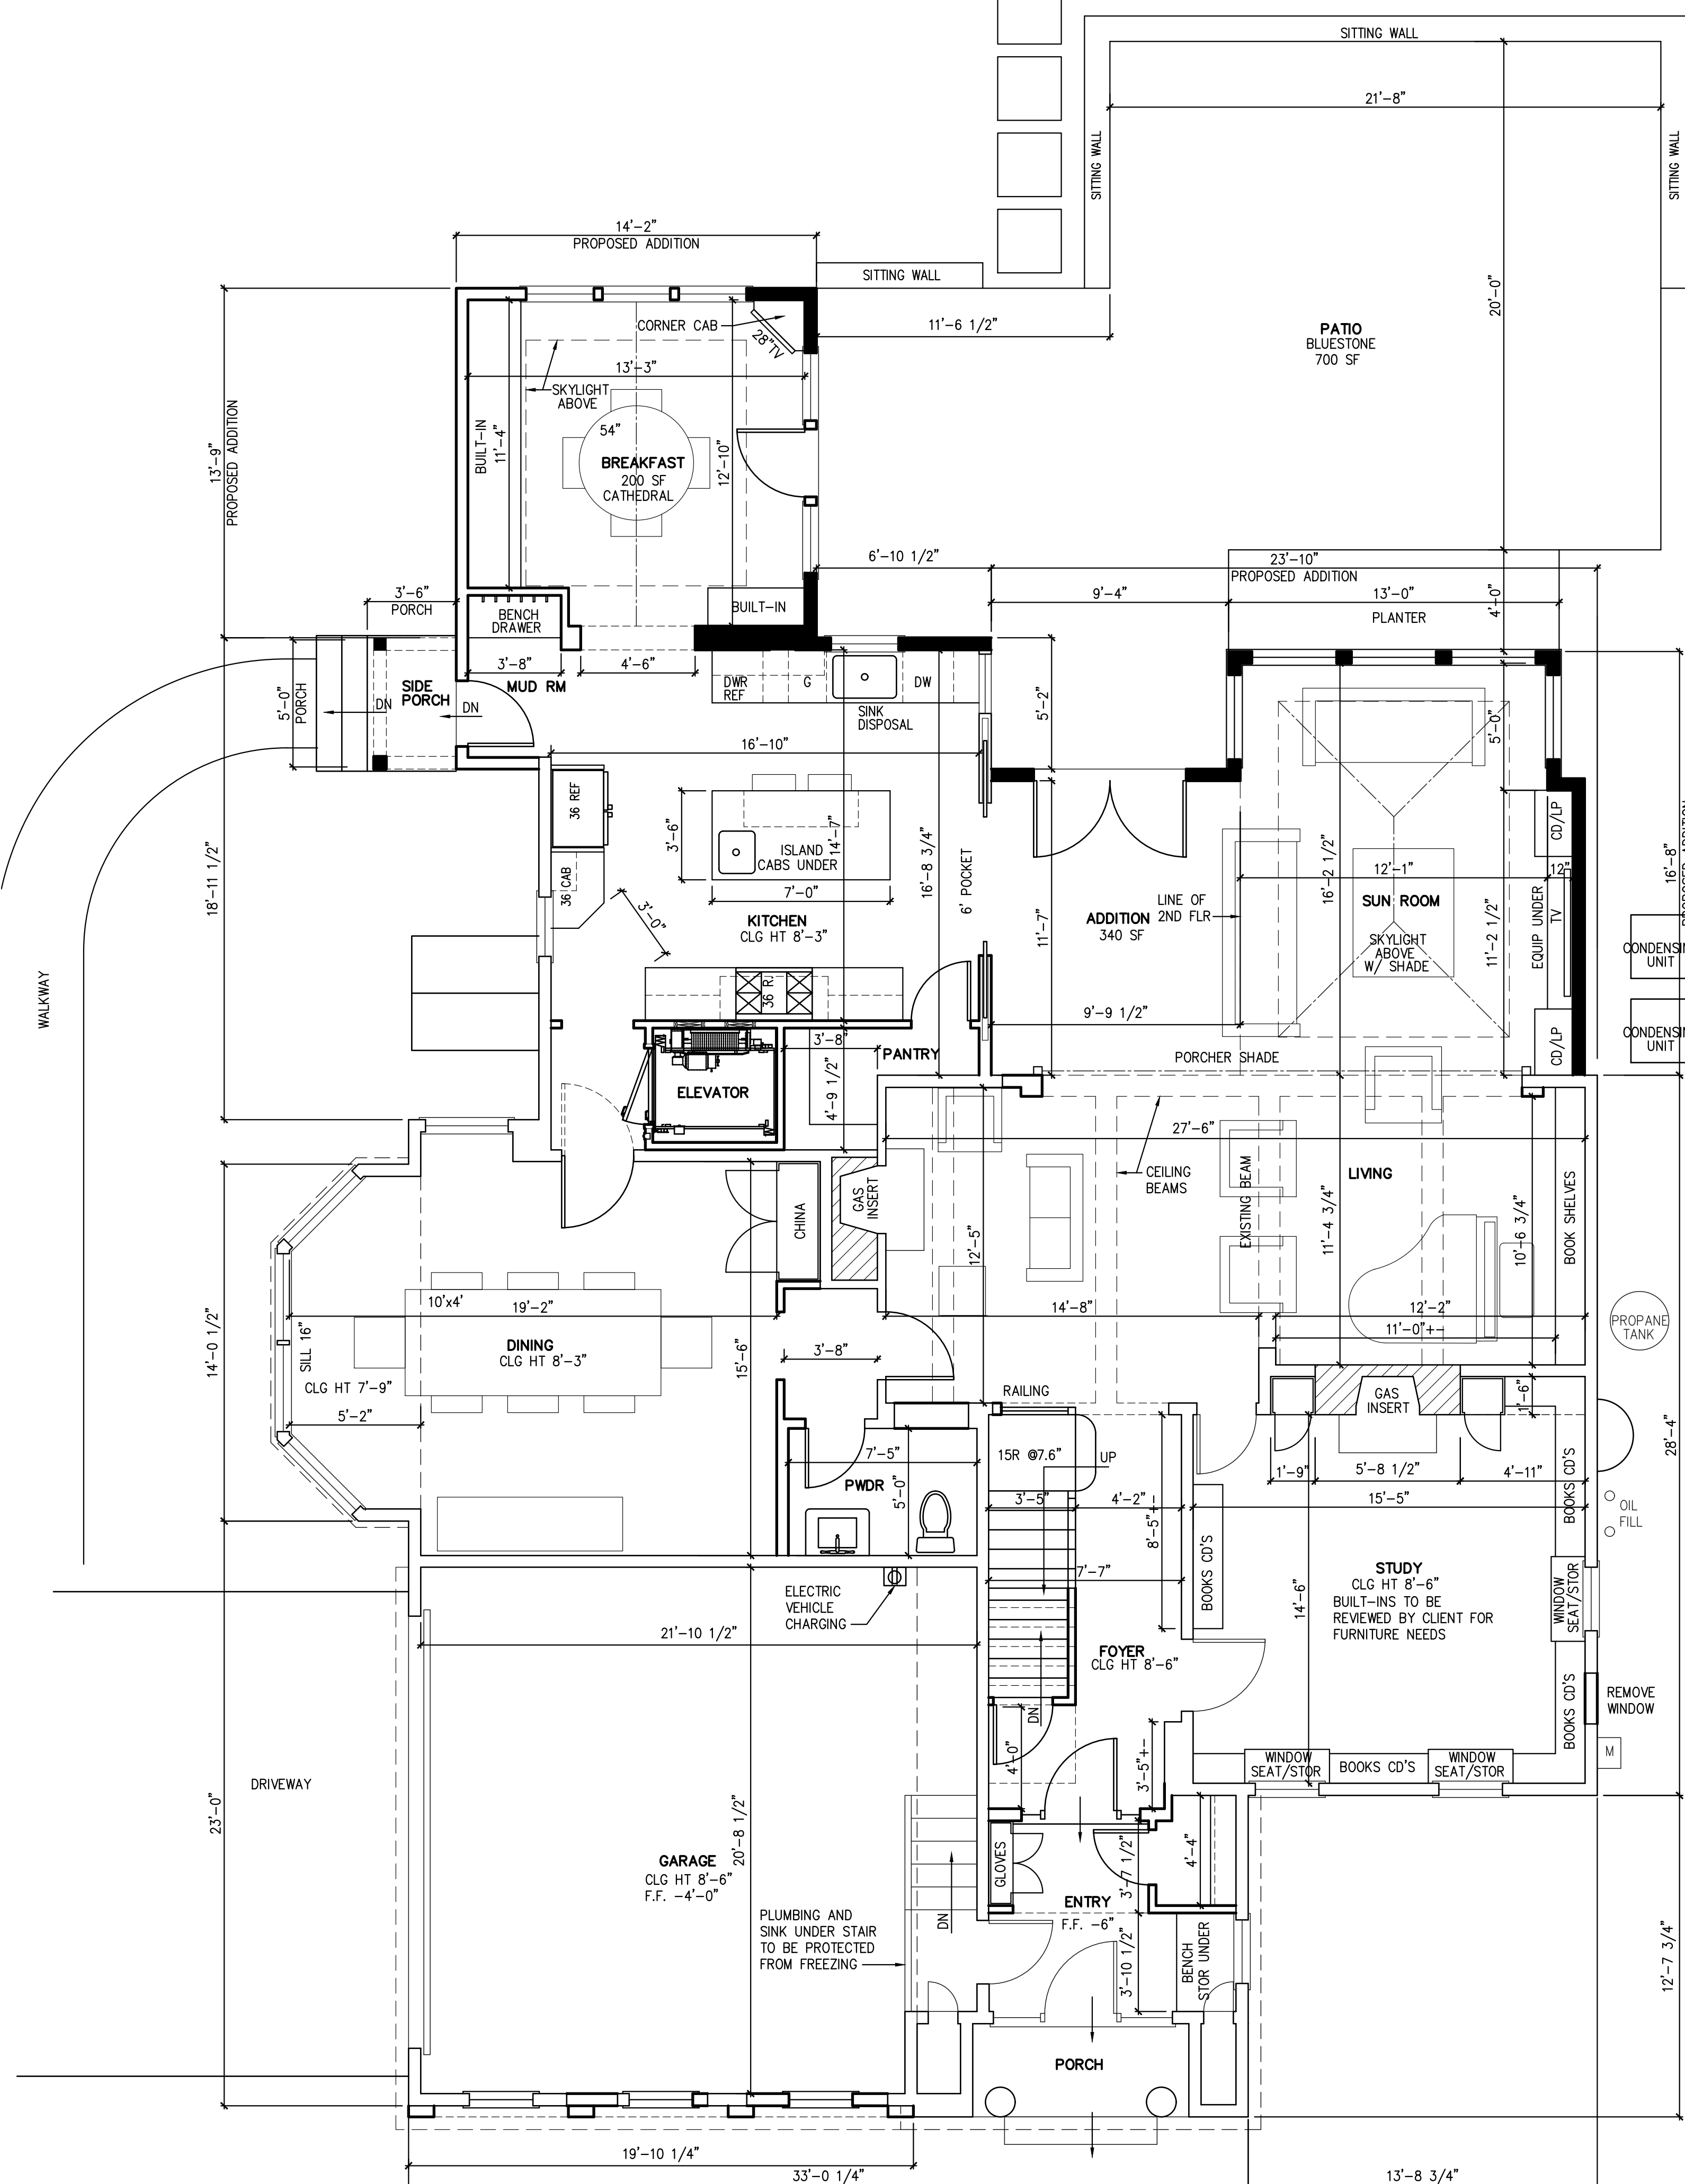 SITTING WALL
21'-8"
SITTING WALL
SITTING WALL
14'-2"
PROPOSED ADDITION
SITTING WALL
20'-0"
11'-6 1/2"
PATIO
BLUESTONE
700 SF
CORNER CAB
28"TV
13'-3"
SKYLIGHT
ABOVE
13'-9"
PROPOSED ADDITION
BUILT-IN
11'-4"
54"
BREAKFAST
200 SF
CATHEDRAL
12'-10"
6'-10 1/2"
23'-10"
PROPOSED ADDITION
3'-6"
PORCH
BENCH
DRAWER
BUILT-IN
9'-4"
13'-0"
4'-0"
PLANTER
3'-8"
4'-6"
SIDE
PORCH
MUD RM
DWR
REF
G
DW
SINK
DISPOSAL
5'-0"
PORCH
DN
DN
5'-2"
5'-0"
16'-10"
36 REF
3'-6"
14'-7"
ISLAND
CABS UNDER
7'-0"
36 CAB
3'-0"
KITCHEN
CLG HT 8'-3"
16'-8 3/4"
6' POCKET
11'-7"
ADDITION
340 SF
LINE OF
2ND FLR
16'-2 1/2"
12'-1"
12"
CD/LP
SUN ROOM
SKYLIGHT
ABOVE
W/ SHADE
11'-2 1/2"
EQUIP UNDER
TV
16'-8"
PROPOSED ADDITION
CONDENSIN
UNIT
CONDENSIN
UNIT
18'-11 1/2"
WALKWAY
36 R.
9'-9 1/2"
CD/LP
3'-8"
PANTRY
PORCHER SHADE
ELEVATOR
4'-9 1/2"
27'-6"
CEILING
BEAMS
EXISTING BEAM
LIVING
BOOK SHELVES
GAS
INSERT
CHINA
12'-5"
11'-4 3/4"
10'-6 3/4"
14'-0 1/2"
10'x4'
19'-2"
14'-8"
12'-2"
11'-0"+-
PROPANE
TANK
SILL 16"
DINING
CLG HT 8'-3"
15'-6"
3'-8"
CLG HT 7'-9"
5'-2"
RAILING
GAS
INSERT
1'-6"
28'-4"
15R @7.6"
UP
7'-5"
PWDR
5'-0"
3'-5"
4'-2"
8'-5"+-
1'-9"
5'-8 1/2"
4'-11"
15'-5"
BOOKS CD'S
OIL
FILL
7'-7"
BOOKS CD'S
14'-6"
STUDY
CLG HT 8'-6"
BUILT-INS TO BE
REVIEWED BY CLIENT FOR
FURNITURE NEEDS
WINDOW
SEAT/STOR
ELECTRIC
VEHICLE
CHARGING
21'-10 1/2"
FOYER
CLG HT 8'-6"
BOOKS CD'S
REMOVE
WINDOW
DN
4'-0"
3'-5"+-
WINDOW
SEAT/STOR
BOOKS CD'S
WINDOW
SEAT/STOR
M
DRIVEWAY
23'-0"
20'-8 1/2"
GARAGE
CLG HT 8'-6"
F.F. -4'-0"
GLOVES
3'-7 1/2"
4'-4"
ENTRY
F.F. -6"
DN
PLUMBING AND
SINK UNDER STAIR
TO BE PROTECTED
FROM FREEZING
3'-10 1/2"
BENCH
STOR UNDER
12'-7 3/4"
PORCH
19'-10 1/4"
33'-0 1/4"
13'-8 3/4"